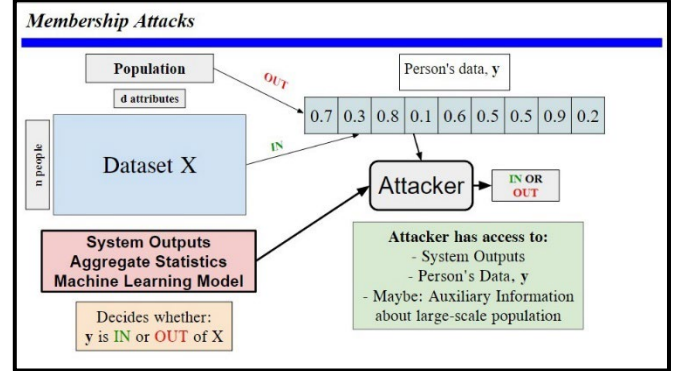 Membership Attacks
Population
OUT
Person's data, y
d attributes
0.7 0.3 0.8 0.1 0.6 0.5 0.5 0.9 0.2
n people
Dataset X
IN
Attacker
IN OR
OUT
System Outputs
Aggregate Statistics
Machine Learning Model
Attacker has access to:
- System Outputs
- Person's Data, y
- Maybe: Auxiliary Information
about large-scale population
Decides whether:
y is IN or OUT of X